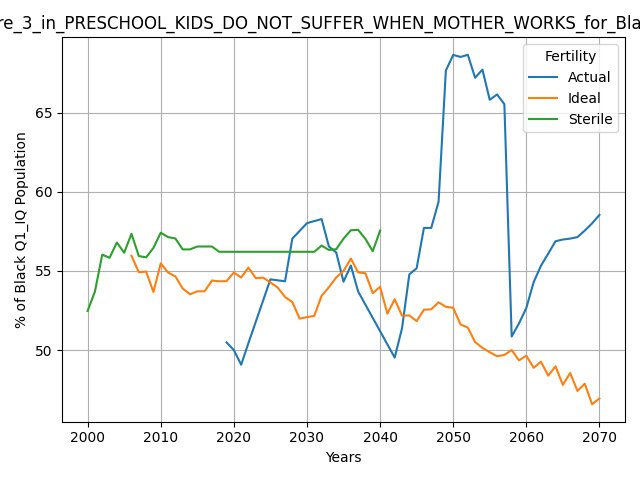 re_3_in_PRESCHOOL_KIDS_DO_NOT_SUFFER_WHEN_MOTHER_WORKS_for_Bla
Fertility
Actual
Ideal
Sterile
% of Black Q1_IQ Population
65
60
55
50
2000 2010 2020 2030 2040 2050 2060 2070
Years